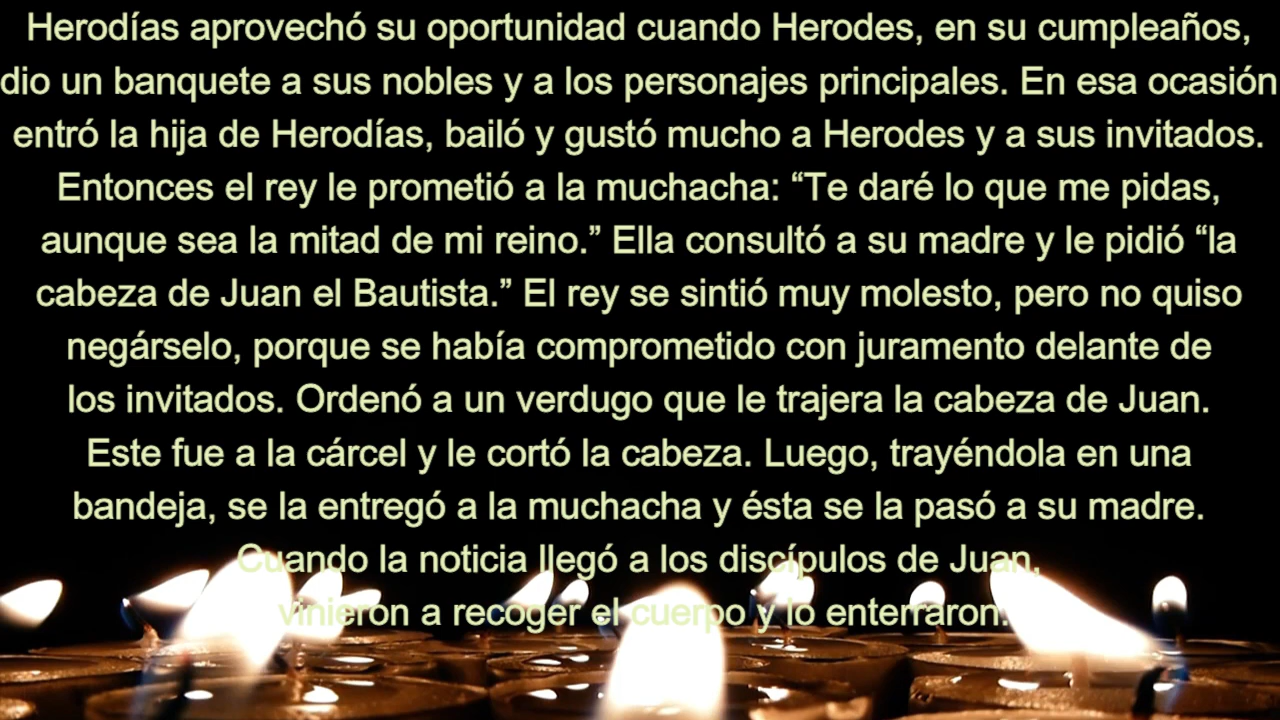 Herodías aprovechó su oportunidad cuando Herodes, en su cumpleaños,
dio un banquete a sus nobles y a los personajes principales. En esa ocasión
entró la hija de Herodías, bailó y gustó mucho a Herodes y a sus invitados.
Entonces el rey le prometió a la muchacha: “Te daré lo que me pidas,
aunque sea la mitad de mi reino.” Ella consultó a su madre y le pidió “la
cabeza de Juan el Bautista.” El rey se sintió muy molesto, pero no quiso
negárselo, porque se había comprometido con juramento delante de
los invitados. Ordenó a un verdugo que le trajera la cabeza de Juan.
Este fue a la cárcel y le cortó la cabeza. Luego, trayéndola en una
bandeja, se la entregó a la muchacha y ésta se la pasó a su madre.
Cuando la noticia llegó a los discípulos de Juan,
vinieron a recoger el cuerpo y lo enterraron.